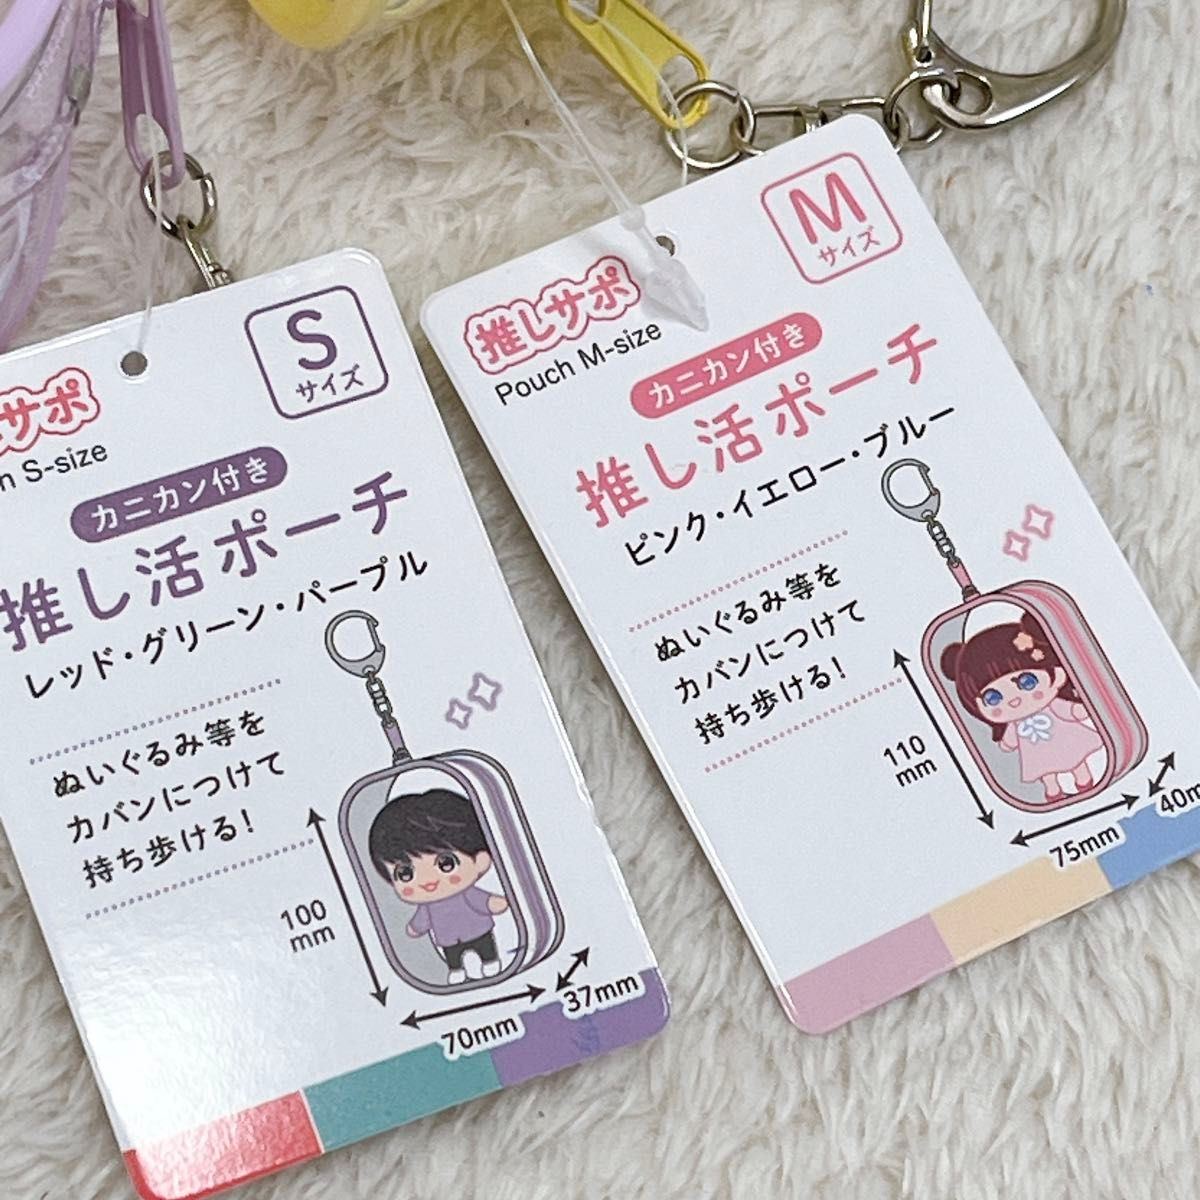 サポ
S-size
S
サイズ
カニカン付き
推し活ポーチ
レッド・グリーン・パープル
ぬいぐるみ等を
カバンにつけて
持ち歩ける!
100
mm
70mm
37mm
推しサポ
Pouch M-size
M
サイズ
カニカン付き
推し活ポーチ
ピンク・イエロー・ブルー
ぬいぐるみ等を
カバンにつけて
持ち歩ける!
110
mm
75mm
40m